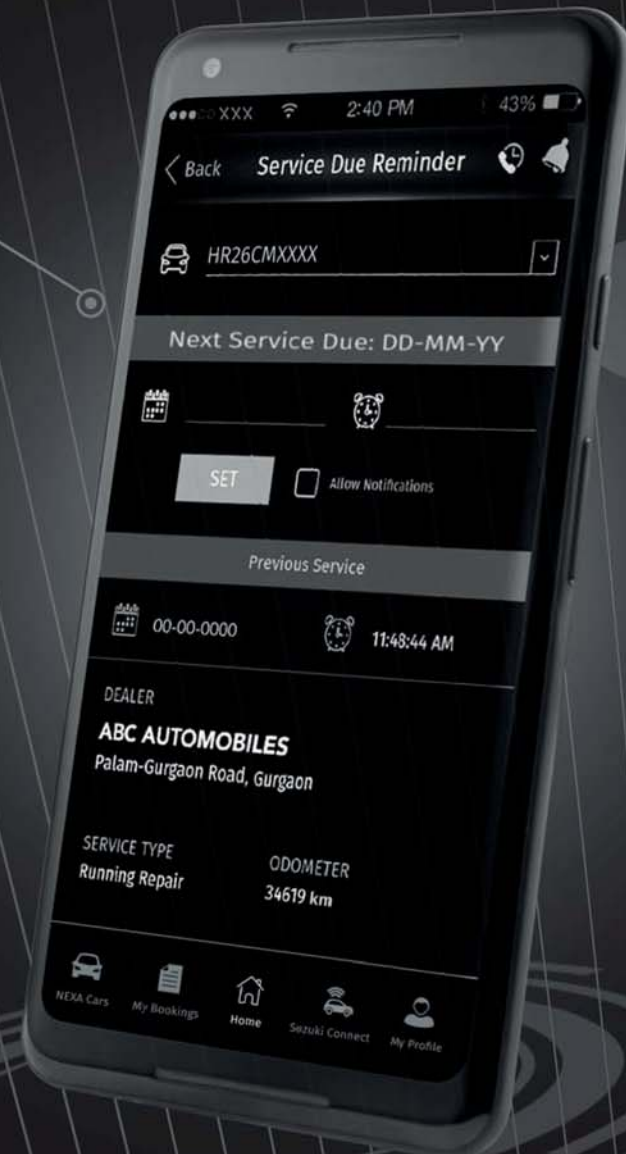 XXX 2:40 PM 43%
Back Service Due Reminder
HR26CMXXXX
Next Service Due: DD-MM-YY
SET Allow Notifications
Previous Service
00-00-0000 11:48:44 AM
DEALER
ABC AUTOMOBILES
Palam-Gurgaon Road, Gurgaon
SERVICE TYPE ODOMETER
Running Repair 34619 km
NEXA Cars My Bookings Home Suzuki Connect My Profile